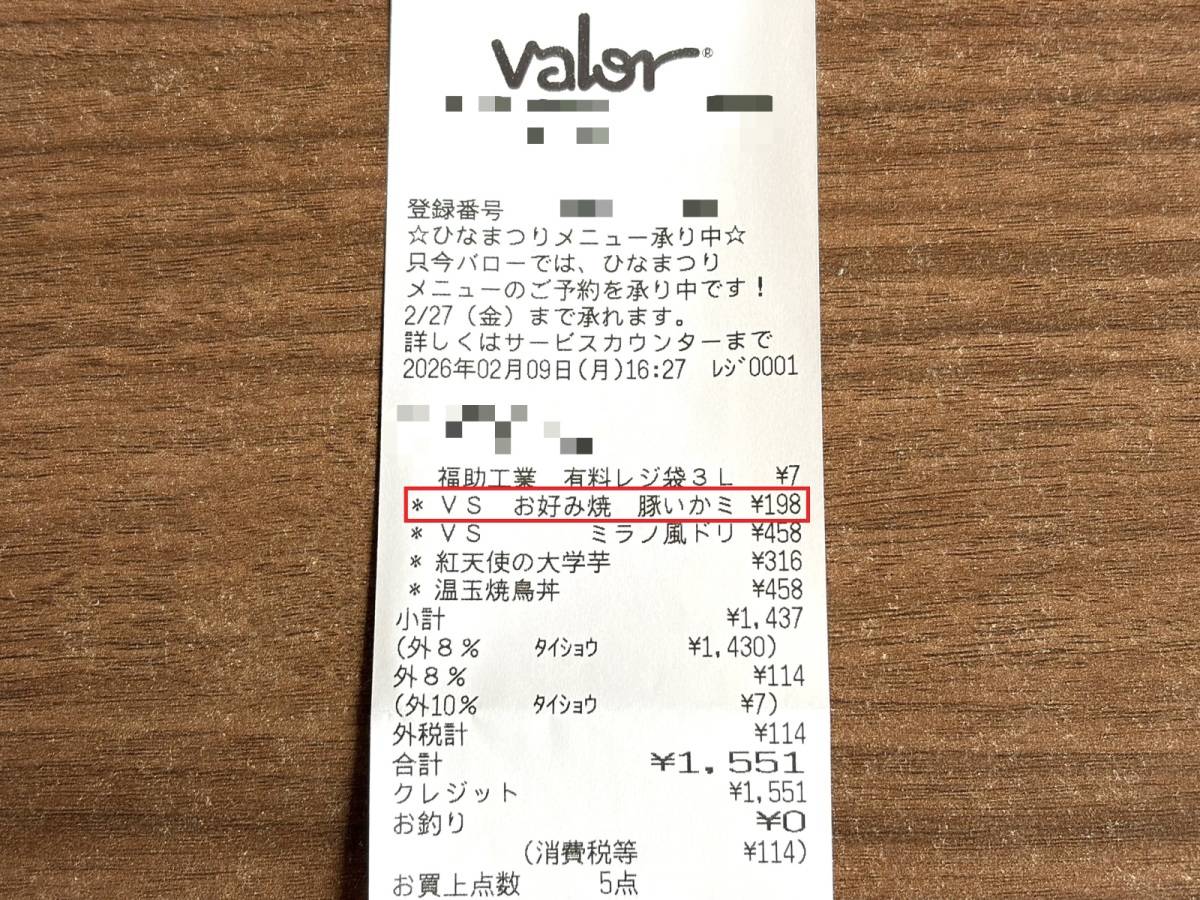 valor®
登録番号
☆ひなまつりメニュー承り中☆
只今バローでは、ひなまつり
メニューのご予約を承り中です！
2/27（金）まで承れます。
詳しくはサービスカウンターまで
2026年02月09日(月)16:27 ﾚｼﾞ0001
福助工業 有料レジ袋３Ｌ ¥7
* ＶＳ お好み焼 豚いかミ ¥198
* ＶＳ ミラノ風ドリ ¥458
* 紅天使の大学芋 ¥316
* 温玉焼鳥丼 ¥458
小計 ¥1,437
(外８％ ﾀｲｼｮｳ ¥1,430)
外８％ ¥114
(外10% ﾀｲｼｮｳ ¥7)
外税計 ¥114
合計 ¥1,551
クレジット ¥1,551
お釣り ¥0
(消費税等 ¥114)
お買上点数 5点